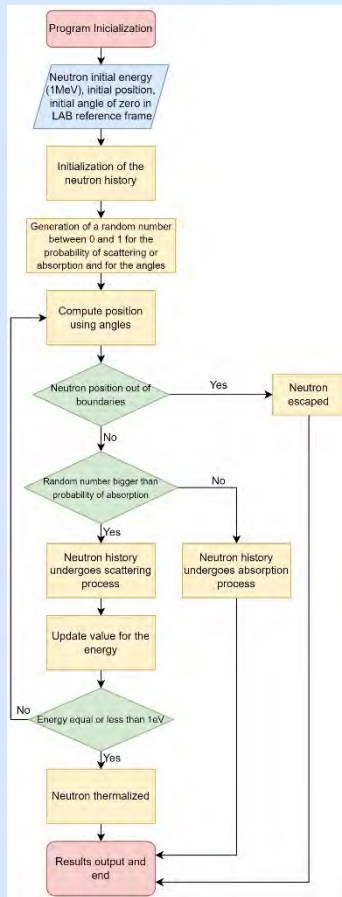 Program Inicialization
Neutron initial energy
(1MeV), initial position,
initial angle of zero in
LAB reference frame
Initialization of the
neutron history
Generation of a random number
between 0 and 1 for the
probability of scattering or
absorption and for the angles
Compute position
using angles
Neutron position out of
boundaries
Yes
Neutron
escaped
No
Random number bigger than
probability of absorption
No
Yes
Neutron history
undergoes scattering
process
Neutron history
undergoes absorption
process
Update value for the
energy
No
Energy equal or less than 1eV
Yes
Neutron thermalized
Results output and
end